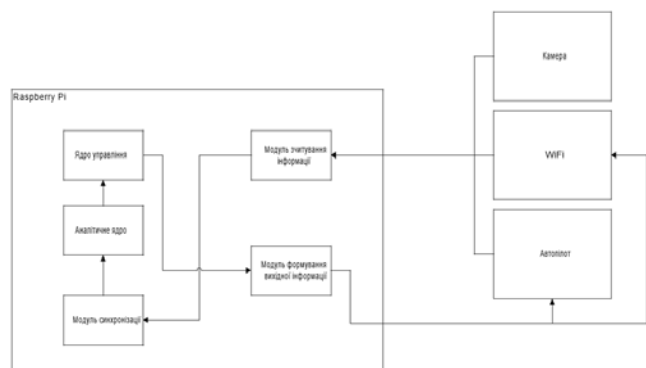 Камера
Raspberry Pi
Ядро управління
Модуль зчитування
інформації
WiFi
Аналітичне ядро
Модуль формування
вихідної інформації
Автопілот
Модуль синхронізації